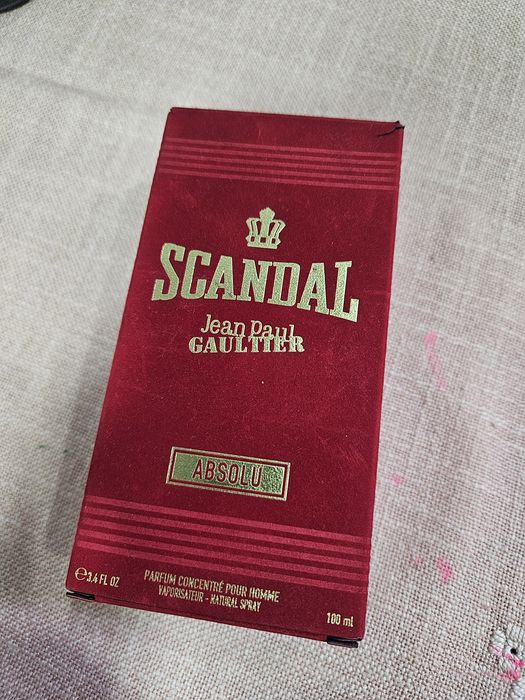 SCANDAL
Jean Paul
GAULTIER
ABSOLU
℮3,4 FL OZ
PARFUM CONCENTRÉ POUR HOMME
VAPORISATEUR - NATURAL SPRAY
100 ml